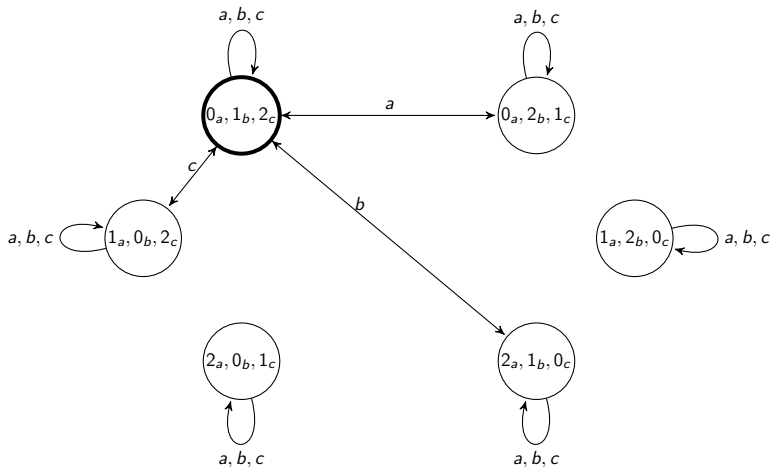 a, b, c
a, b, c
0a, 1b, 2c
a
0a, 2b, 1c
c
b
a, b, c
1a, 0b, 2c
1a, 2b, 0c
a, b, c
2a, 0b, 1c
2a, 1b, 0c
a, b, c
a, b, c